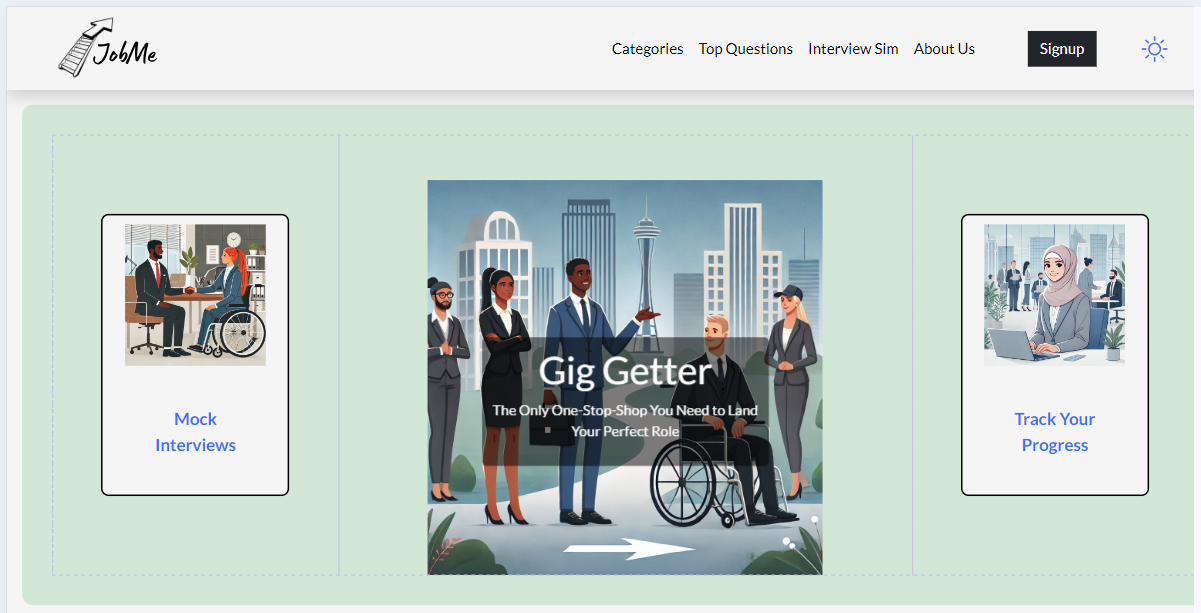 JobMe
Categories Top Questions Interview Sim About Us Signup
Mock
Interviews
Gig Getter
The Only One-Stop-Shop You Need to Land
Your Perfect Role
Track Your
Progress